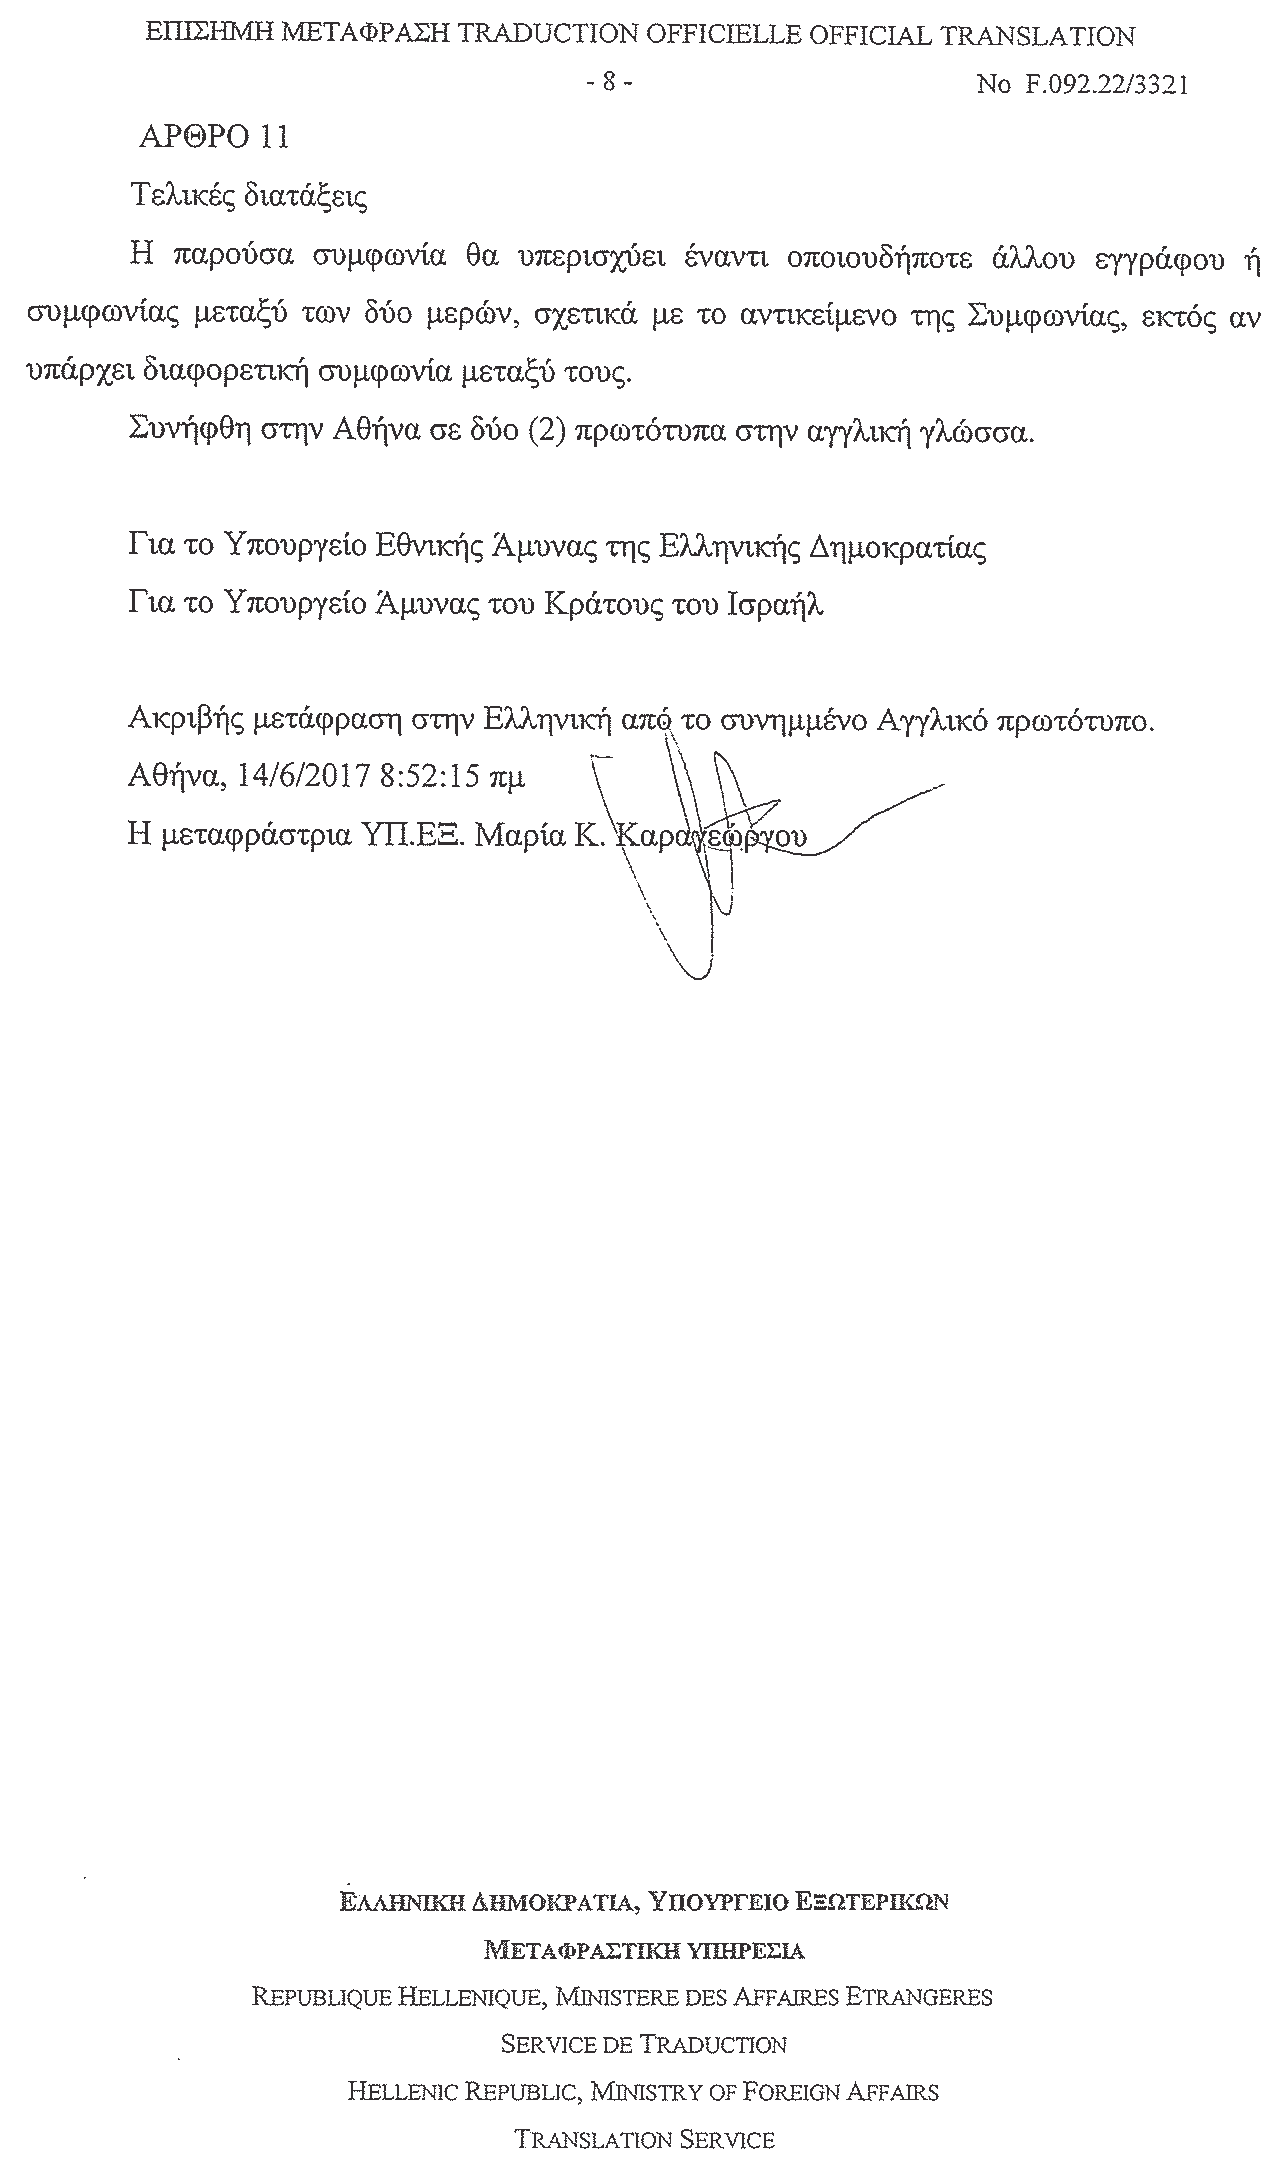 ΕΠΙΣΗΜΗ ΜΕΤΑΦΡΑΣΗ TRADUCTION OFFICIELLE OFFICIAL TRANSLATION
- 8 - No F.092.22/3321
ΑΡΘΡΟ 11
Τελικές διατάξεις
Η παρούσα συμφωνία θα υπερισχύει έναντι οποιουδήποτε άλλου εγγράφου ή
συμφωνίας μεταξύ των δύο μερών, σχετικά με το αντικείμενο της Συμφωνίας, εκτός αν
υπάρχει διαφορετική συμφωνία μεταξύ τους.
Συνήφθη στην Αθήνα σε δύο (2) πρωτότυπα στην αγγλική γλώσσα.
Για το Υπουργείο Εθνικής Άμυνας της Ελληνικής Δημοκρατίας
Για το Υπουργείο Άμυνας του Κράτους του Ισραήλ
Ακριβής μετάφραση στην Ελληνική από το συνημμένο Αγγλικό πρωτότυπο.
Αθήνα, 14/6/2017 8:52:15 πμ
Η μεταφράστρια ΥΠ.ΕΞ. Μαρία Κ. Καραγεώργου
ΕΛΛΗΝΙΚΗ ΔΗΜΟΚΡΑΤΙΑ, ΥΠΟΥΡΓΕΙΟ ΕΞΩΤΕΡΙΚΩΝ
ΜΕΤΑΦΡΑΣΤΙΚΗ ΥΠΗΡΕΣΙΑ
REPUBLIQUE HELLENIQUE, MINISTERE DES AFFAIRES ETRANGERES
SERVICE DE TRADUCTION
HELLENIC REPUBLIC, MINISTRY OF FOREIGN AFFAIRS
TRANSLATION SERVICE